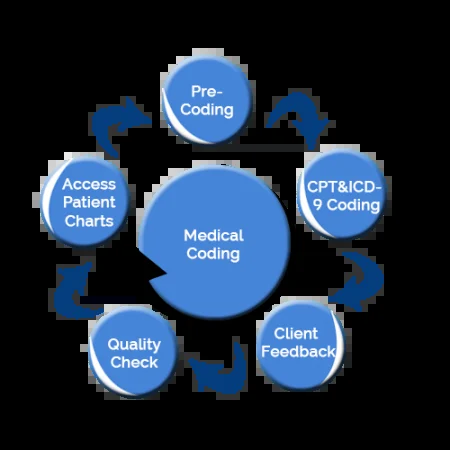 Pre-
Coding
Access
Patient
Charts
CPT&ICD-
9 Coding
Medical
Coding
Quality
Check
Client
Feedback